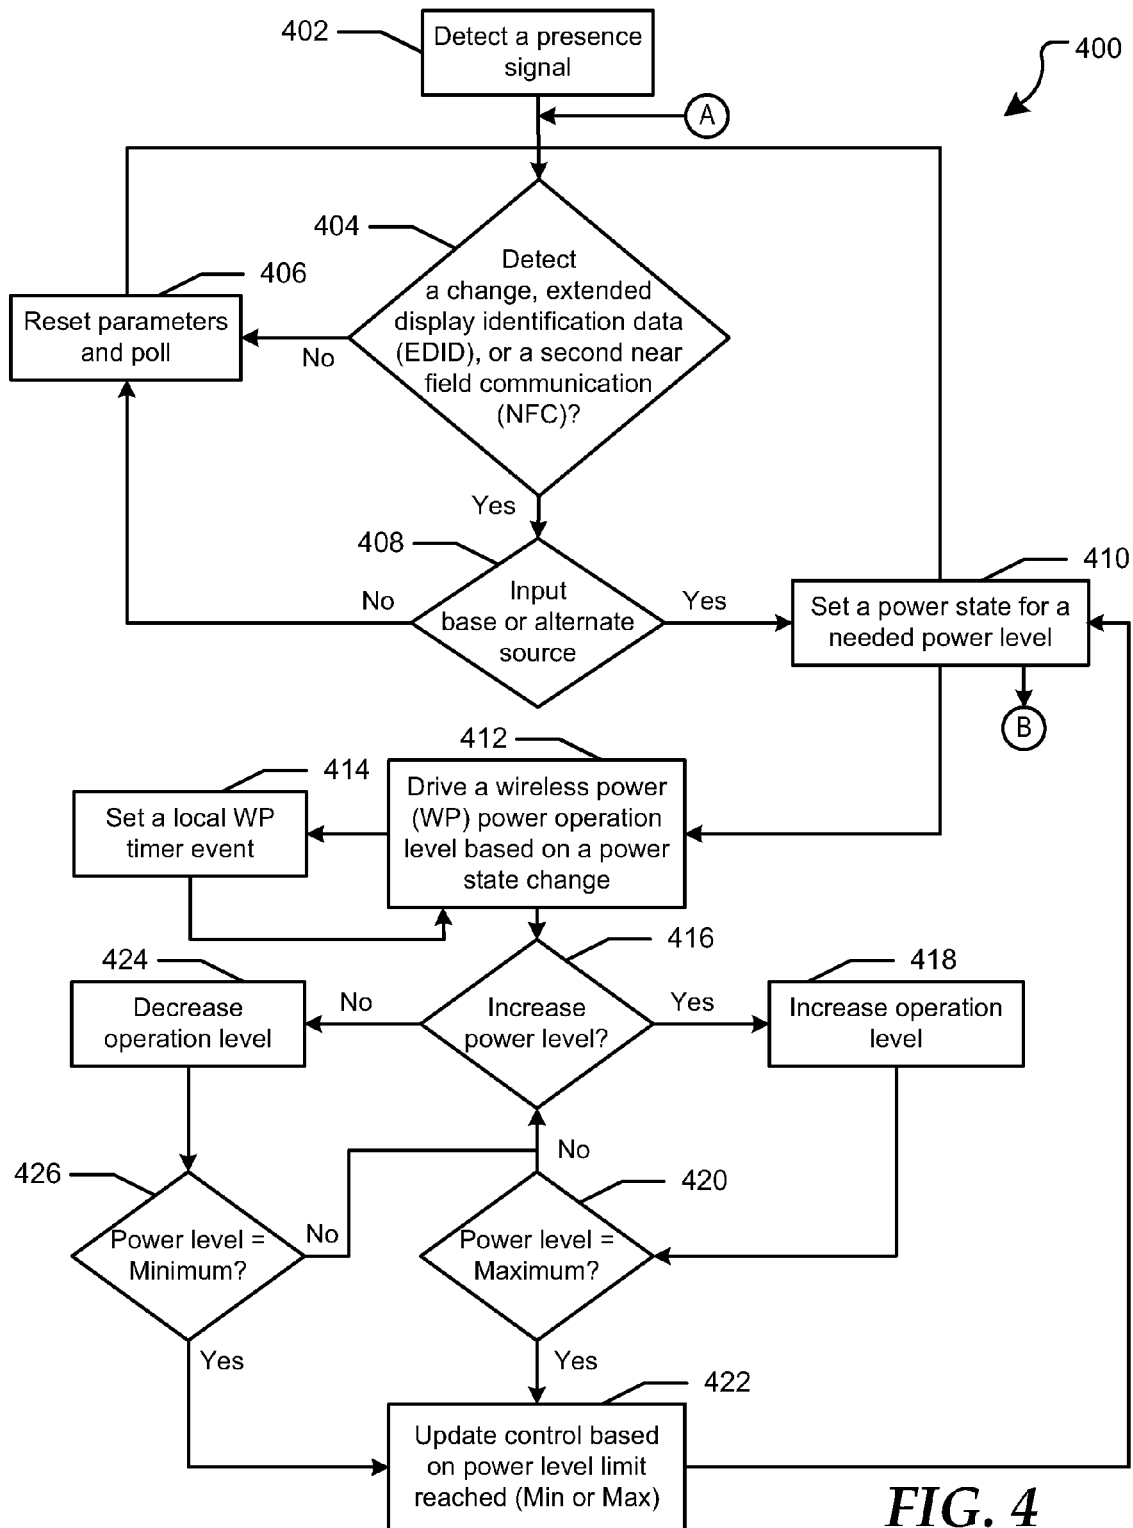 402
Detect a presence
signal
400
A
404
Detect
a change, extended
display identification data
(EDID), or a second near
field communication
(NFC)?
406
Reset parameters
and poll
No
Yes
408
Input
base or alternate
source
No
Yes
410
Set a power state for a
needed power level
B
412
Drive a wireless power
(WP) power operation
level based on a power
state change
414
Set a local WP
timer event
416
Increase
power level?
No
Yes
418
Increase operation
level
424
Decrease
operation level
426
Power level =
Minimum?
No
Yes
420
Power level =
Maximum?
No
Yes
422
Update control based
on power level limit
reached (Min or Max)
FIG. 4